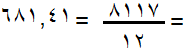 = ٨١١٧/١٢ = ٦٨١,٤١